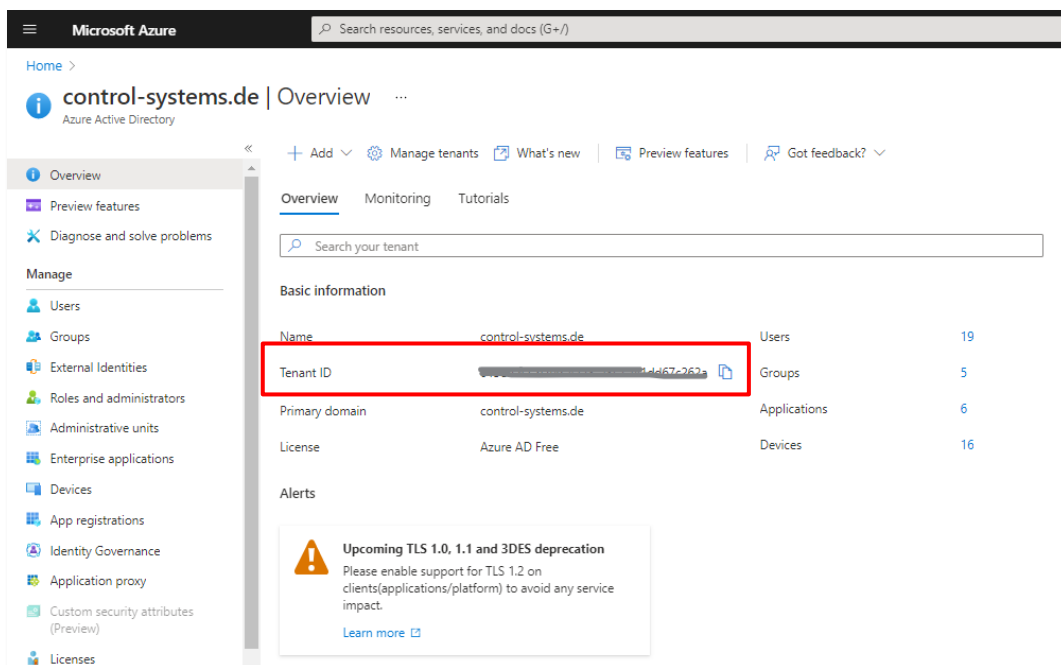 Microsoft Azure
Search resources, services, and docs (G+/)
Home >
control-systems.de | Overview ...
Azure Active Directory
Overview
Preview features
Diagnose and solve problems
Manage
Users
Groups
External Identities
Roles and administrators
Administrative units
Enterprise applications
Devices
App registrations
Identity Governance
Application proxy
Custom security attributes
(Preview)
Licenses
Add
Manage tenants
What's new
Preview features
Got feedback?
Overview Monitoring Tutorials
Search your tenant
Basic information
Name control-systems.de Users 19
Tenant ID Groups 5
Primary domain control-systems.de Applications 6
License Azure AD Free Devices 16
Alerts
Upcoming TLS 1.0, 1.1 and 3DES deprecation
Please enable support for TLS 1.2 on
clients(applications/platform) to avoid any service
impact.
Learn more